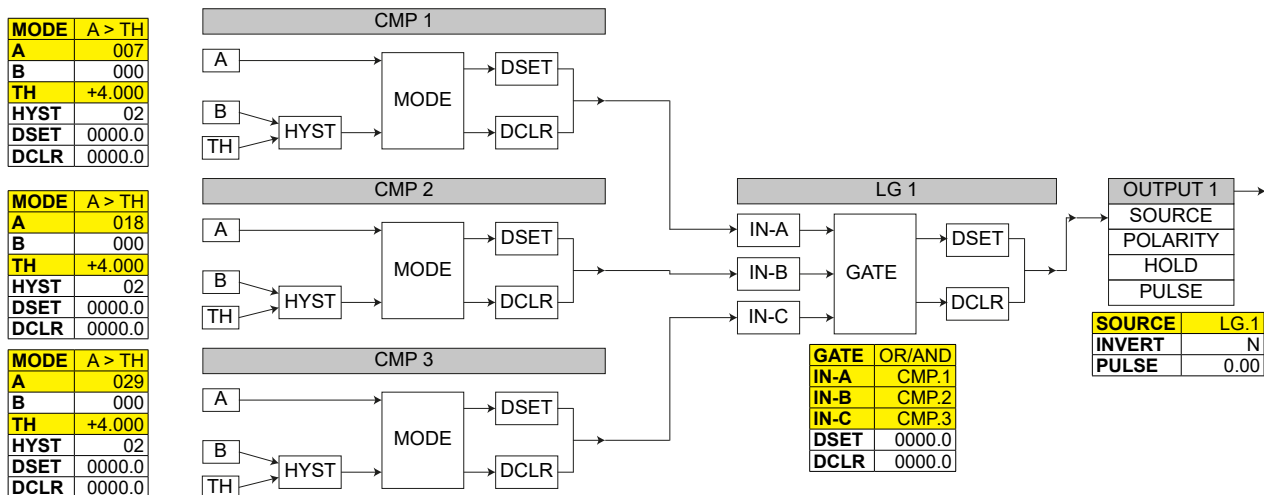 CMP 1
MODE A > TH
A 007
B 000
TH +4.000
HYST 02
DSET 0000.0
DCLR 0000.0
A
B
TH
HYST
MODE
DSET
DCLR
CMP 2
MODE A > TH
A 018
B 000
TH +4.000
HYST 02
DSET 0000.0
DCLR 0000.0
A
B
TH
HYST
MODE
DSET
DCLR
CMP 3
MODE A > TH
A 029
B 000
TH +4.000
HYST 02
DSET 0000.0
DCLR 0000.0
A
B
TH
HYST
MODE
DSET
DCLR
LG 1
IN-A
IN-B
IN-C
GATE
DSET
DCLR
GATE OR/AND
IN-A CMP.1
IN-B CMP.2
IN-C CMP.3
DSET 0000.0
DCLR 0000.0
OUTPUT 1
SOURCE
POLARITY
HOLD
PULSE
SOURCE LG.1
INVERT N
PULSE 0.00